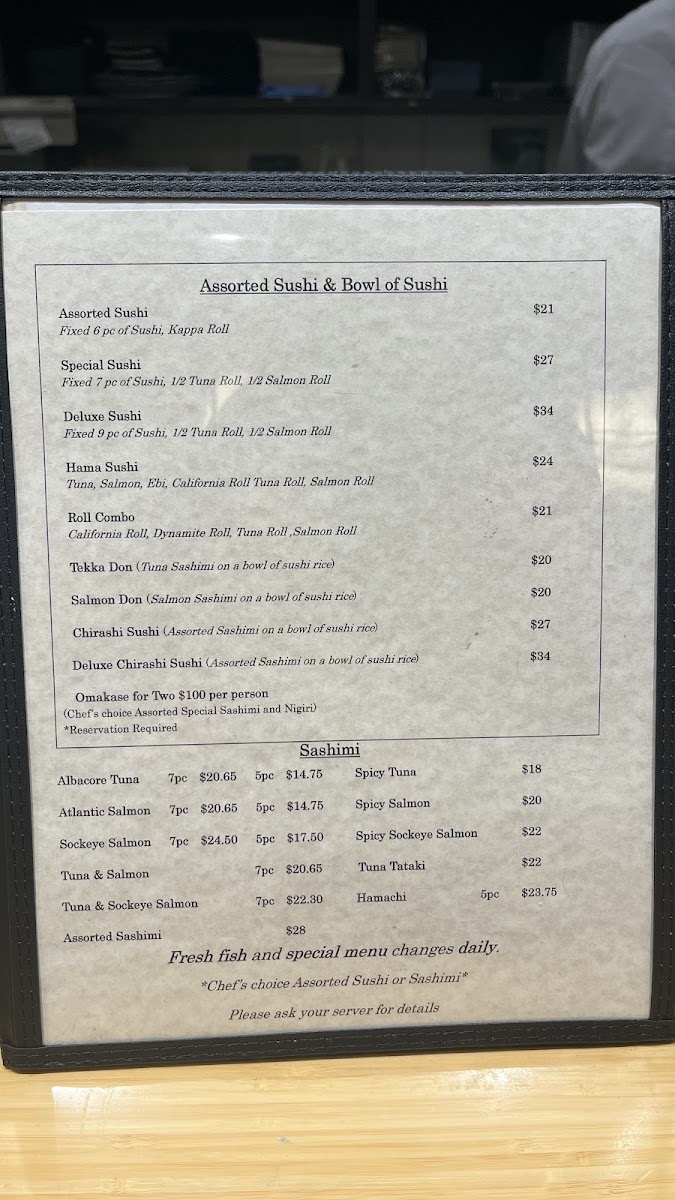 Assorted Sushi & Bowl of Sushi
Assorted Sushi $21
Fixed 6 pc of Sushi, Kappa Roll
Special Sushi $27
Fixed 7 pc of Sushi, 1/2 Tuna Roll, 1/2 Salmon Roll
Deluxe Sushi $34
Fixed 9 pc of Sushi, 1/2 Tuna Roll, 1/2 Salmon Roll
Hama Sushi $24
Tuna, Salmon, Ebi, California Roll Tuna Roll, Salmon Roll
Roll Combo $21
California Roll, Dynamite Roll, Tuna Roll ,Salmon Roll
Tekka Don (Tuna Sashimi on a bowl of sushi rice) $20
Salmon Don (Salmon Sashimi on a bowl of sushi rice) $20
Chirashi Sushi (Assorted Sashimi on a bowl of sushi rice) $27
Deluxe Chirashi Sushi (Assorted Sashimi on a bowl of sushi rice) $34
Omakase for Two $100 per person
(Chef's choice Assorted Special Sashimi and Nigiri)
*Reservation Required
Sashimi
Albacore Tuna 7pc $20.65 5pc $14.75 Spicy Tuna $18
Atlantic Salmon 7pc $20.65 5pc $14.75 Spicy Salmon $20
Sockeye Salmon 7pc $24.50 5pc $17.50 Spicy Sockeye Salmon $22
Tuna & Salmon 7pc $20.65 Tuna Tataki $22
Tuna & Sockeye Salmon 7pc $22.30 Hamachi 5pc $23.75
Assorted Sashimi $28
Fresh fish and special menu changes daily.
*Chef's choice Assorted Sushi or Sashimi*
Please ask your server for details